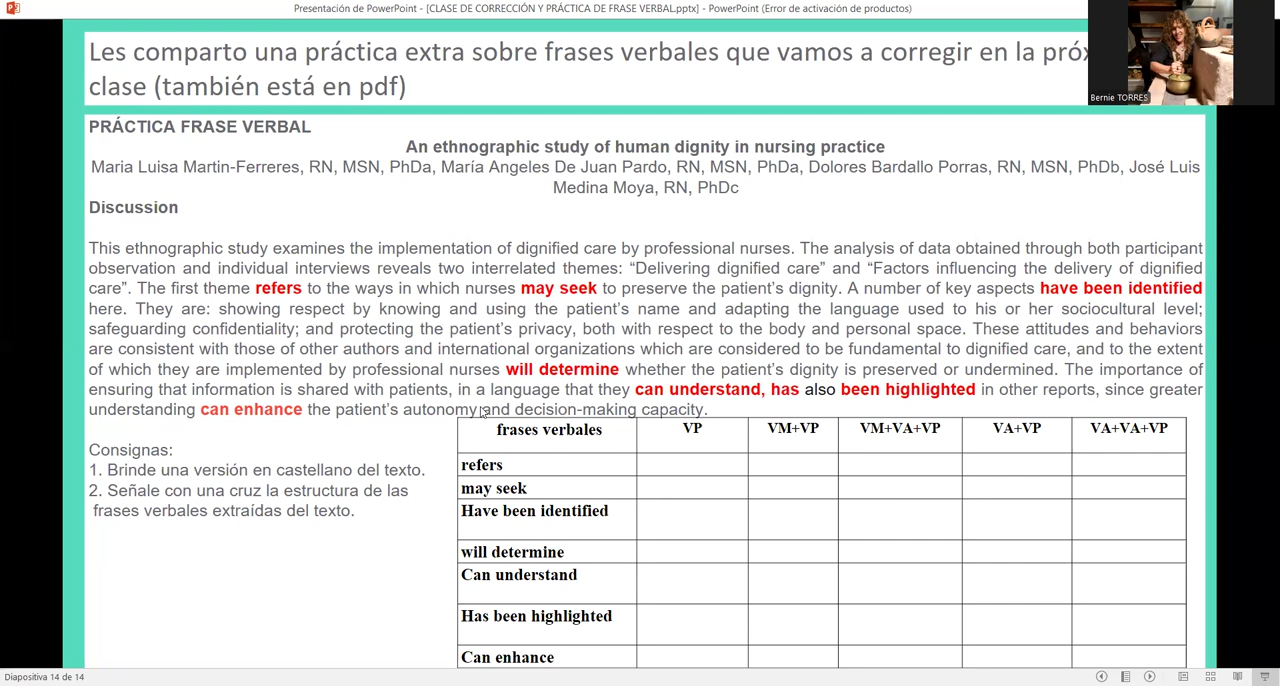 Presentación de PowerPoint - [CLASE DE CORRECCIÓN Y PRÁCTICA DE FRASE VERBAL.pptx] - PowerPoint (Error de activación de productos)
Les comparto una práctica extra sobre frases verbales que vamos a corregir en la
clase (también está en pdf)
Bernie TORRES
PRÁCTICA FRASE VERBAL
An ethnographic study of human dignity in nursing practice
Maria Luisa Martin-Ferreres, RN, MSN, PhDa, María Angeles De Juan Pardo, RN, MSN, PhDa, Dolores Bardallo Porras, RN, MSN, PhDb, José Luis
Medina Moya, RN, PhDc
Discussion
This ethnographic study examines the implementation of dignified care by professional nurses. The analysis of data obtained through both participant
observation and individual interviews reveals two interrelated themes: “Delivering dignified care” and “Factors influencing the delivery of dignified
care”. The first theme refers to the ways in which nurses may seek to preserve the patient’s dignity. A number of key aspects have been identified
here. They are: showing respect by knowing and using the patient’s name and adapting the language used to his or her sociocultural level;
safeguarding confidentiality; and protecting the patient’s privacy, both with respect to the body and personal space. These attitudes and behaviors
are consistent with those of other authors and international organizations which are considered to be fundamental to dignified care, and to the extent
of which they are implemented by professional nurses will determine whether the patient’s dignity is preserved or undermined. The importance of
ensuring that information is shared with patients, in a language that they can understand, has also been highlighted in other reports, since greater
understanding can enhance the patient’s autonomy and decision-making capacity.
Consignas:
1. Brinde una versión en castellano del texto.
2. Señale con una cruz la estructura de las
frases verbales extraídas del texto.
frases verbales VP VM+VP VM+VA+VP VA+VP VA+VA+VP
refers
may seek
Have been identified
will determine
Can understand
Has been highlighted
Can enhance
Diapositiva 14 de 14